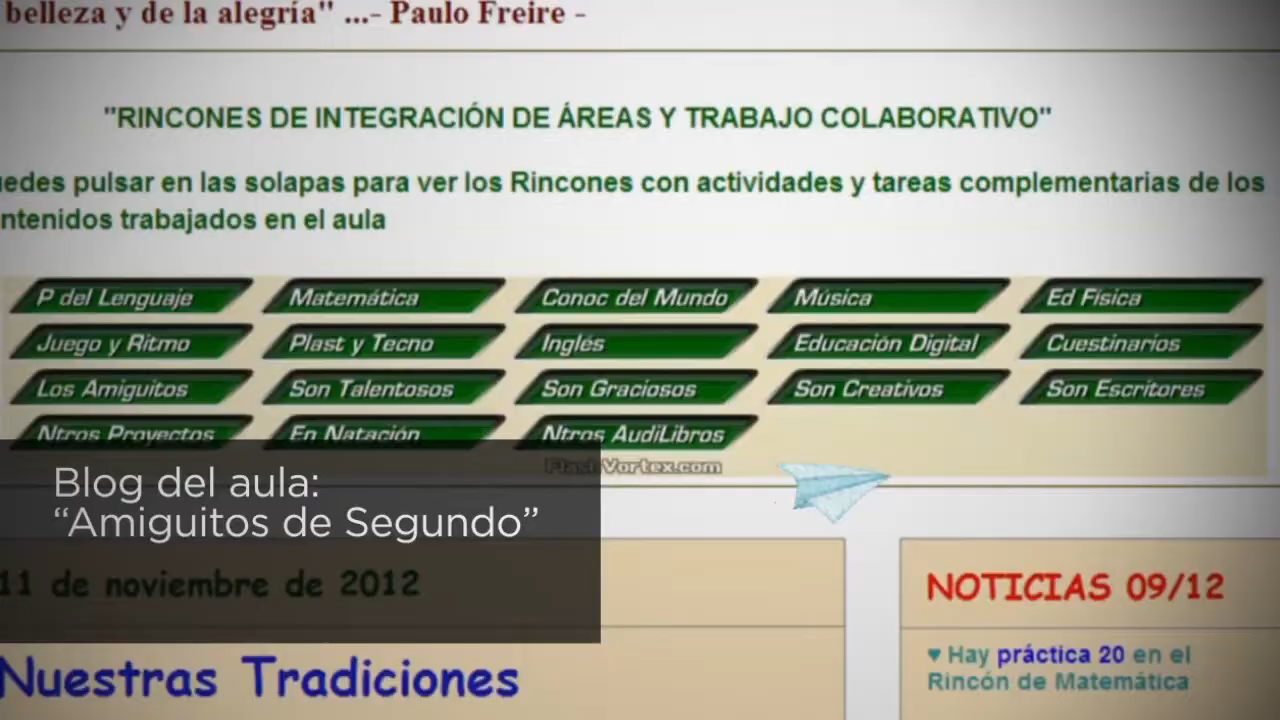 belleza y de la alegría" ...- Paulo Freire -
"RINCONES DE INTEGRACIÓN DE ÁREAS Y TRABAJO COLABORATIVO"
uedes pulsar en las solapas para ver los Rincones con actividades y tareas complementarias de los
ntenidos trabajados en el aula
P del Lenguaje Matemática Conoc del Mundo Música Ed Física
Juego y Ritmo Plast y Tecno Inglés Educación Digital Cuestinarios
Los Amiguitos Son Talentosos Son Graciosos Son Creativos Son Escritores
Ntros Proyectos En Natación Ntros AudiLibros
FlashVortex.com
Blog del aula:
“Amiguitos de Segundo”
11 de noviembre de 2012
Nuestras Tradiciones
NOTICIAS 09/12
♥ Hay práctica 20 en el
Rincón de Matemática